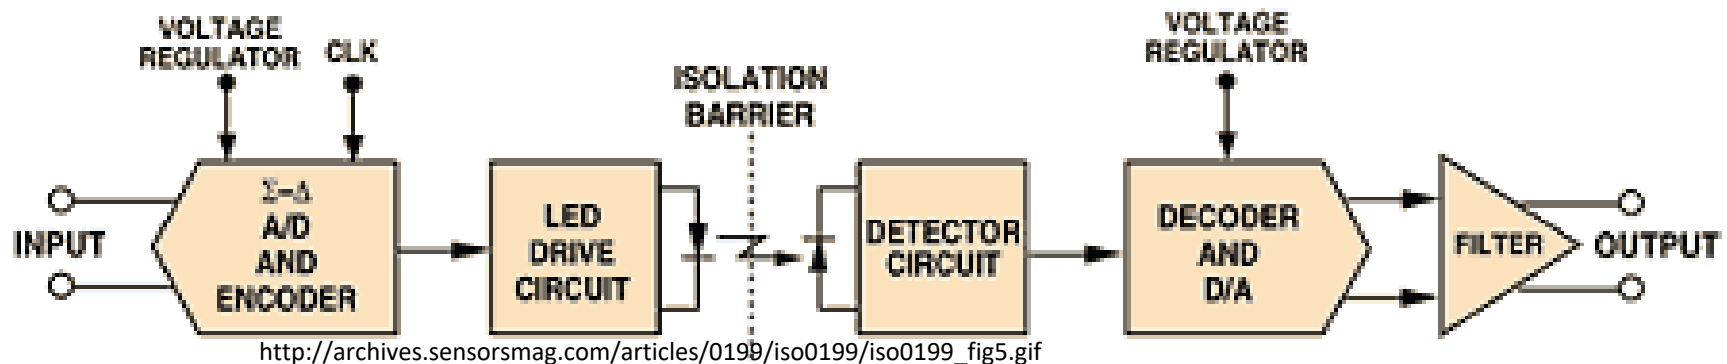 VOLTAGE
REGULATOR
CLK
ISOLATION
BARRIER
VOLTAGE
REGULATOR
INPUT
Σ–Δ
A/D
AND
ENCODER
LED
DRIVE
CIRCUIT
DETECTOR
CIRCUIT
DECODER
AND
D/A
FILTER
OUTPUT
http://archives.sensorsmag.com/articles/0199/iso0199/iso0199_fig5.gif